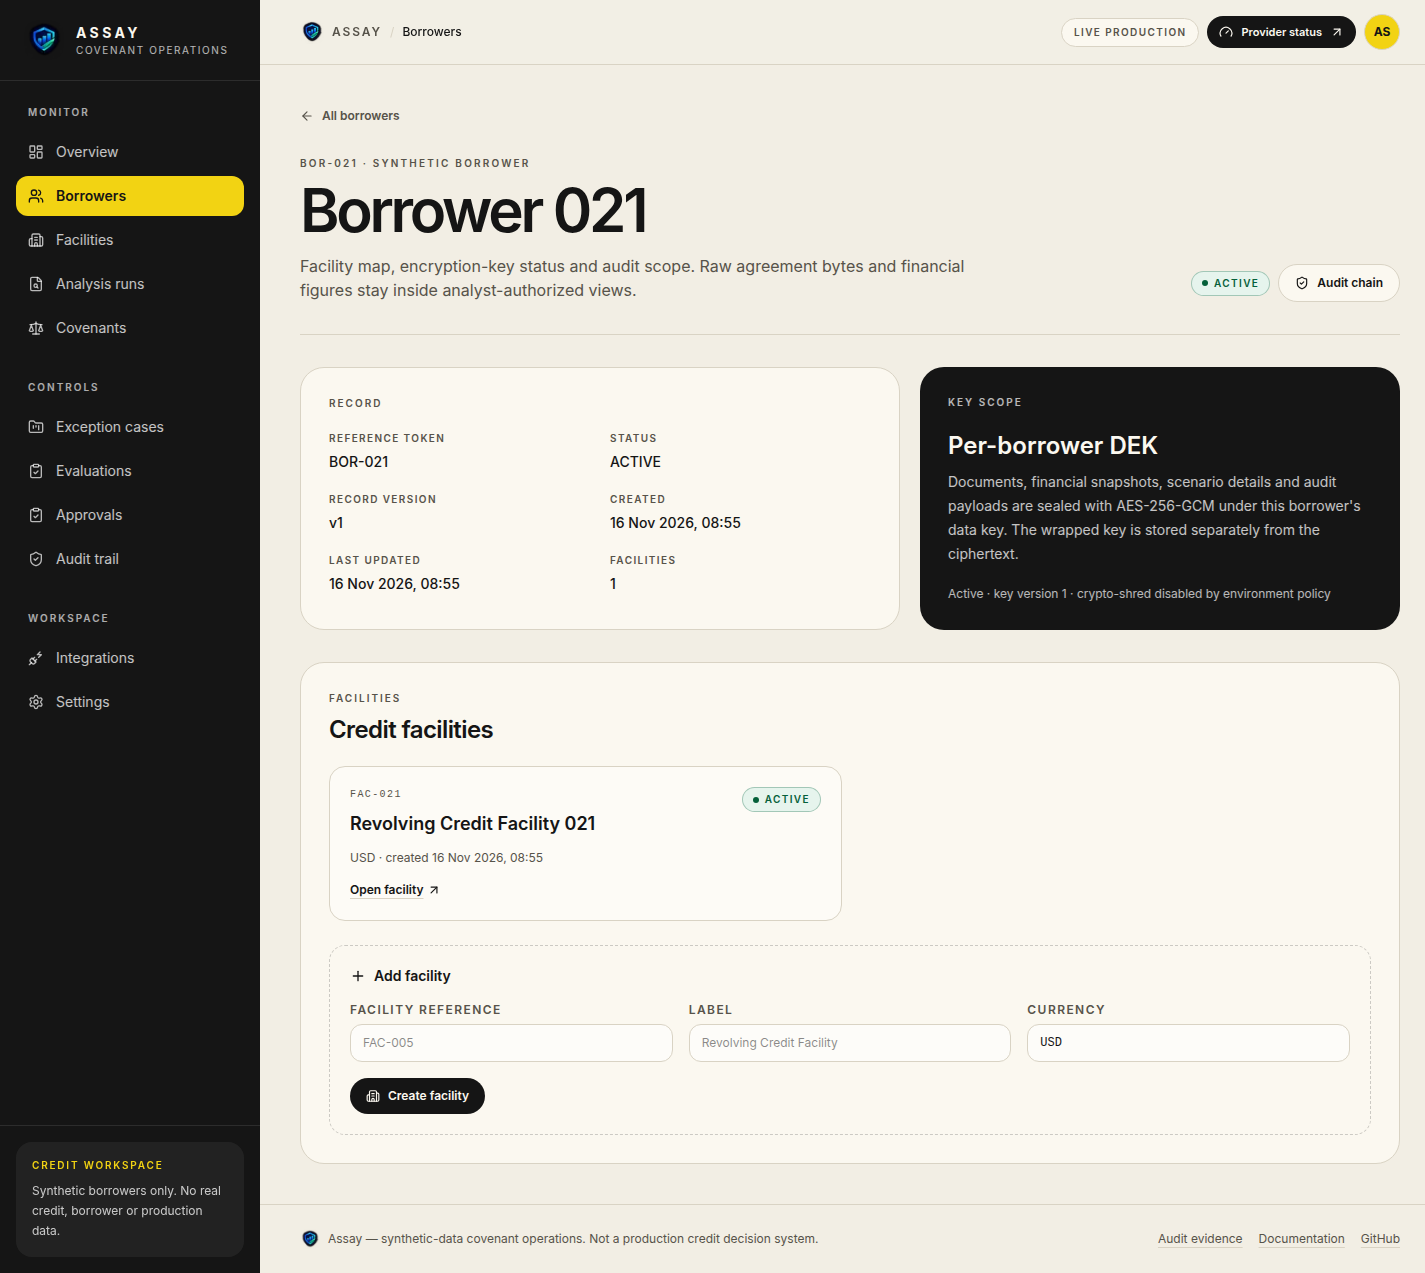 ASSAY
COVENANT OPERATIONS
MONITOR
Overview
Borrowers
Facilities
Analysis runs
Covenants
CONTROLS
Exception cases
Evaluations
Approvals
Audit trail
WORKSPACE
Integrations
Settings
CREDIT WORKSPACE
Synthetic borrowers only. No real
credit, borrower or production
data.
ASSAY / Borrowers
LIVE PRODUCTION
Provider status
AS
All borrowers
BOR-021 · SYNTHETIC BORROWER
Borrower 021
Facility map, encryption-key status and audit scope. Raw agreement bytes and financial
figures stay inside analyst-authorized views.
ACTIVE
Audit chain
RECORD
REFERENCE TOKEN
BOR-021
STATUS
ACTIVE
RECORD VERSION
v1
CREATED
16 Nov 2026, 08:55
LAST UPDATED
16 Nov 2026, 08:55
FACILITIES
1
KEY SCOPE
Per-borrower DEK
Documents, financial snapshots, scenario details and audit
payloads are sealed with AES-256-GCM under this borrower's
data key. The wrapped key is stored separately from the
ciphertext.
Active · key version 1 · crypto-shred disabled by environment policy
FACILITIES
Credit facilities
FAC-021
ACTIVE
Revolving Credit Facility 021
USD · created 16 Nov 2026, 08:55
Open facility
Add facility
FACILITY REFERENCE
FAC-005
LABEL
Revolving Credit Facility
CURRENCY
USD
Create facility
Assay — synthetic-data covenant operations. Not a production credit decision system.
Audit evidence
Documentation
GitHub